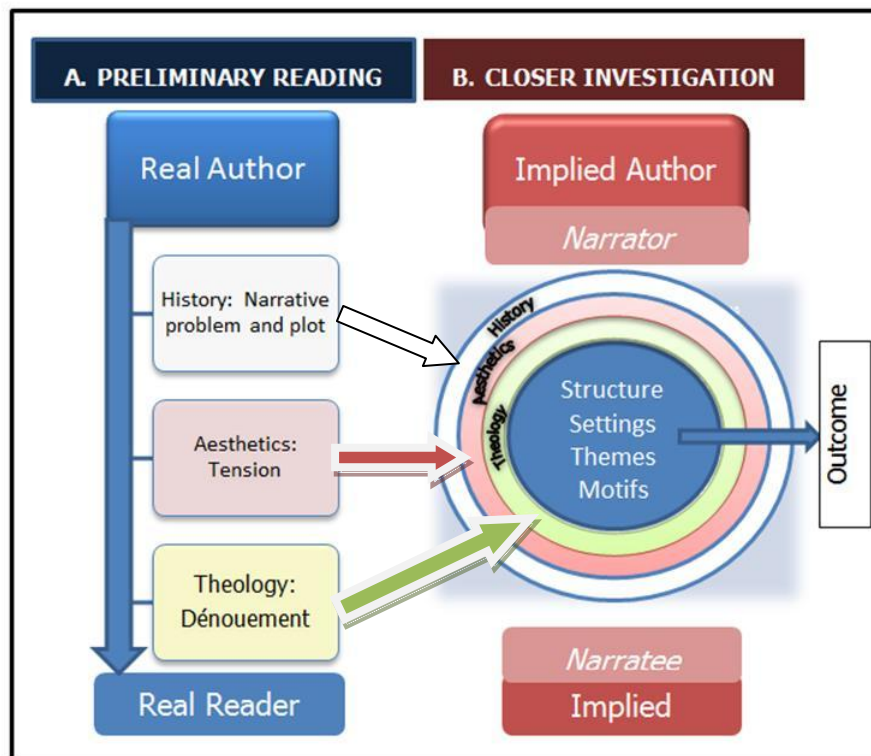 A. PRELIMINARY READING
Real Author
History: Narrative
problem and plot
Aesthetics:
Tension
Theology:
Dénouement
Real Reader
B. CLOSER INVESTIGATION
Implied Author
Narrator
History
Aesthetics
Theology
Structure
Settings
Themes
Motifs
Outcome
Narratee
Implied